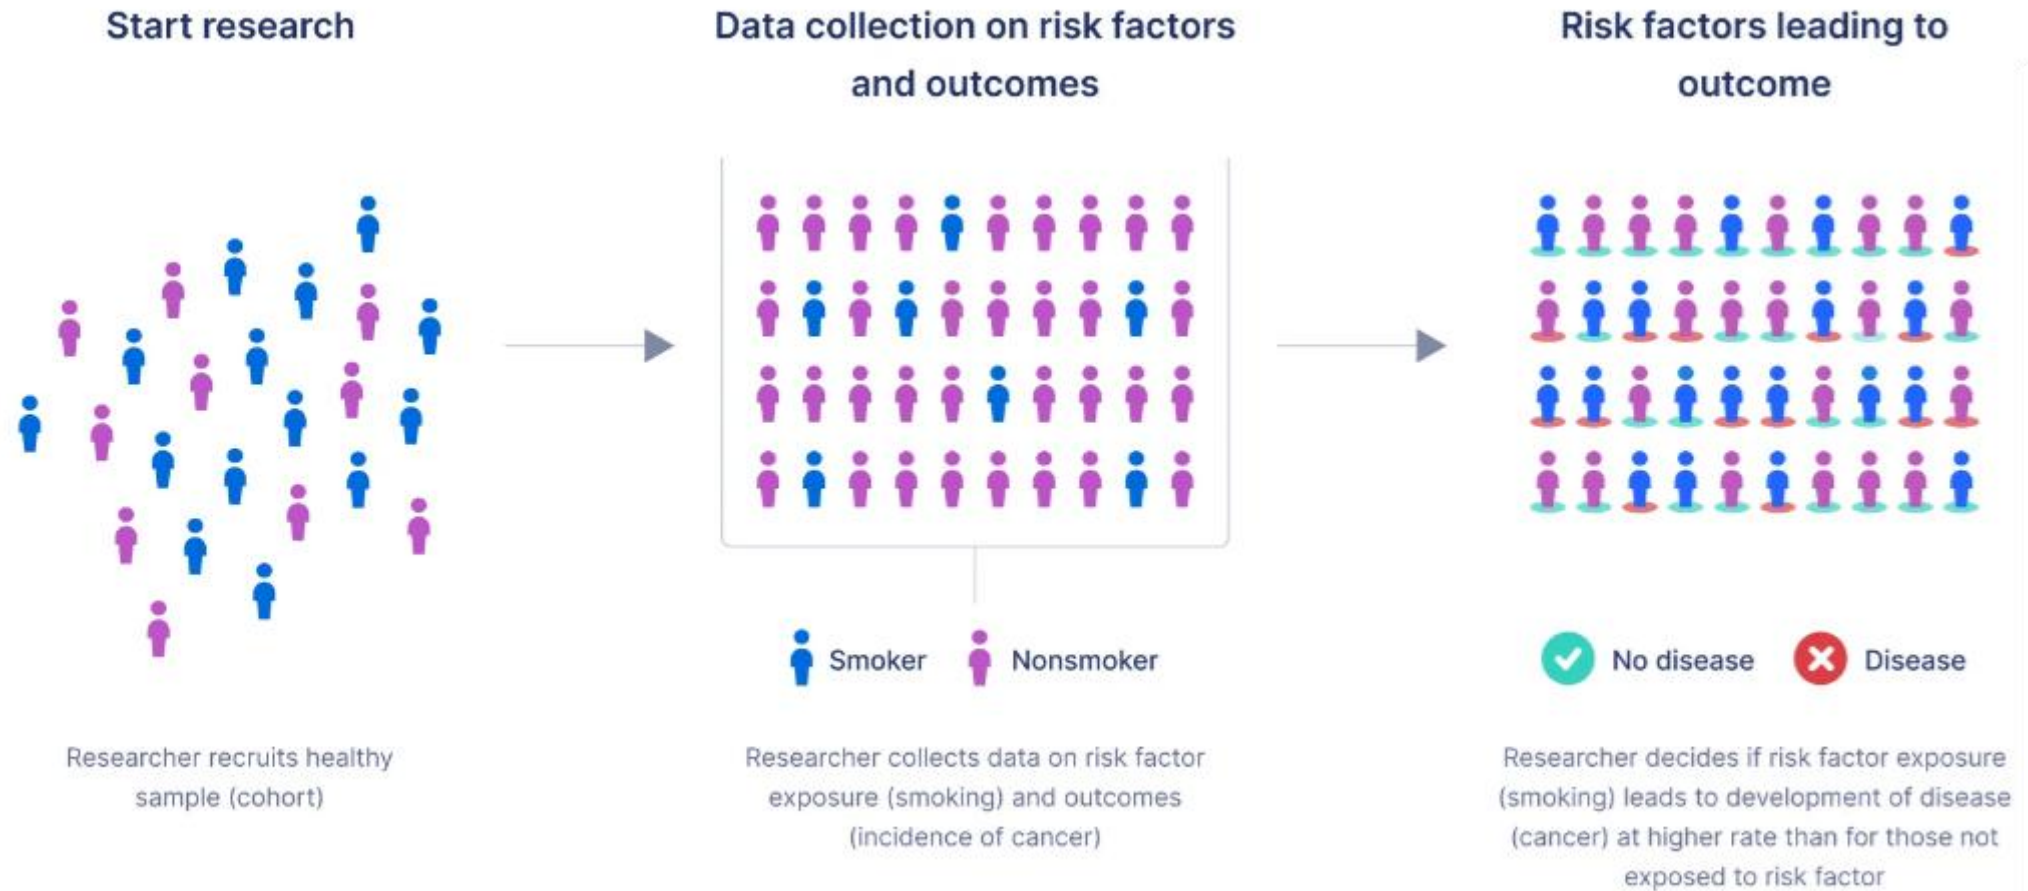 Start research
Data collection on risk factors
and outcomes
Risk factors leading to
outcome
Smoker
Nonsmoker
No disease
Disease
Researcher recruits healthy
sample (cohort)
Researcher collects data on risk factor
exposure (smoking) and outcomes
(incidence of cancer)
Researcher decides if risk factor exposure
(smoking) leads to development of disease
(cancer) at higher rate than for those not
exposed to risk factor